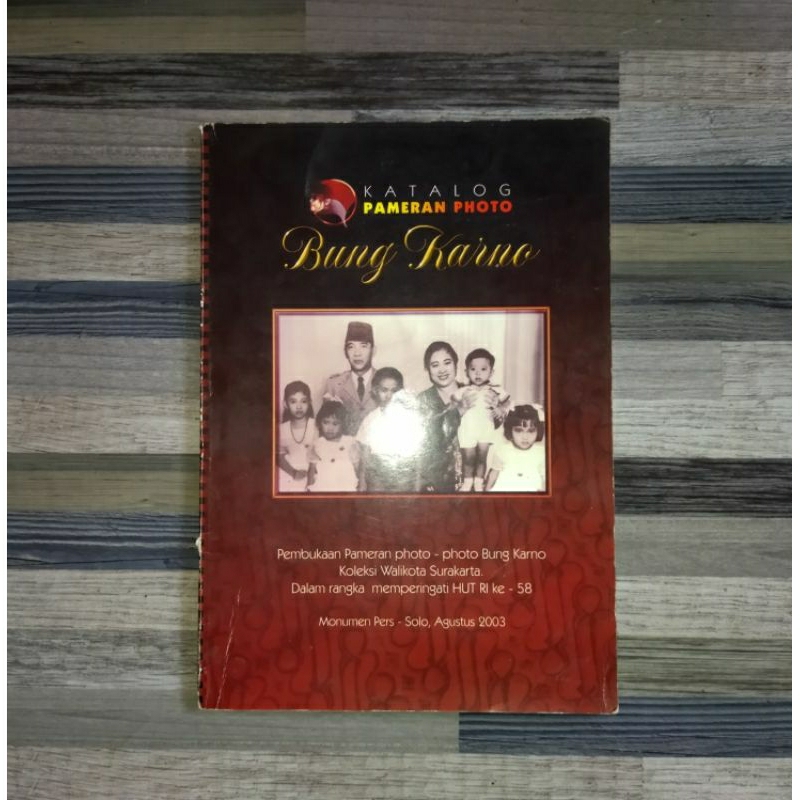 KATALOG
PAMERAN PHOTO
Bung Karno
Pembukaan Pameran photo - photo Bung Karno
Koleksi Walikota Surakarta.
Dalam rangka memperingati HUT RI ke - 58
Monumen Pers - Solo, Agustus 2003